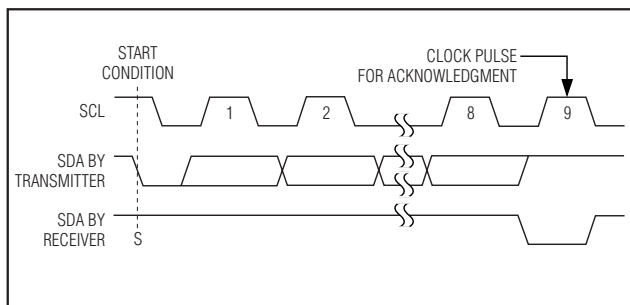 START
CONDITION
CLOCK PULSE
FOR ACKNOWLEDGMENT
SCL
1
2
8
9
SDA BY
TRANSMITTER
SDA BY
RECEIVER
S